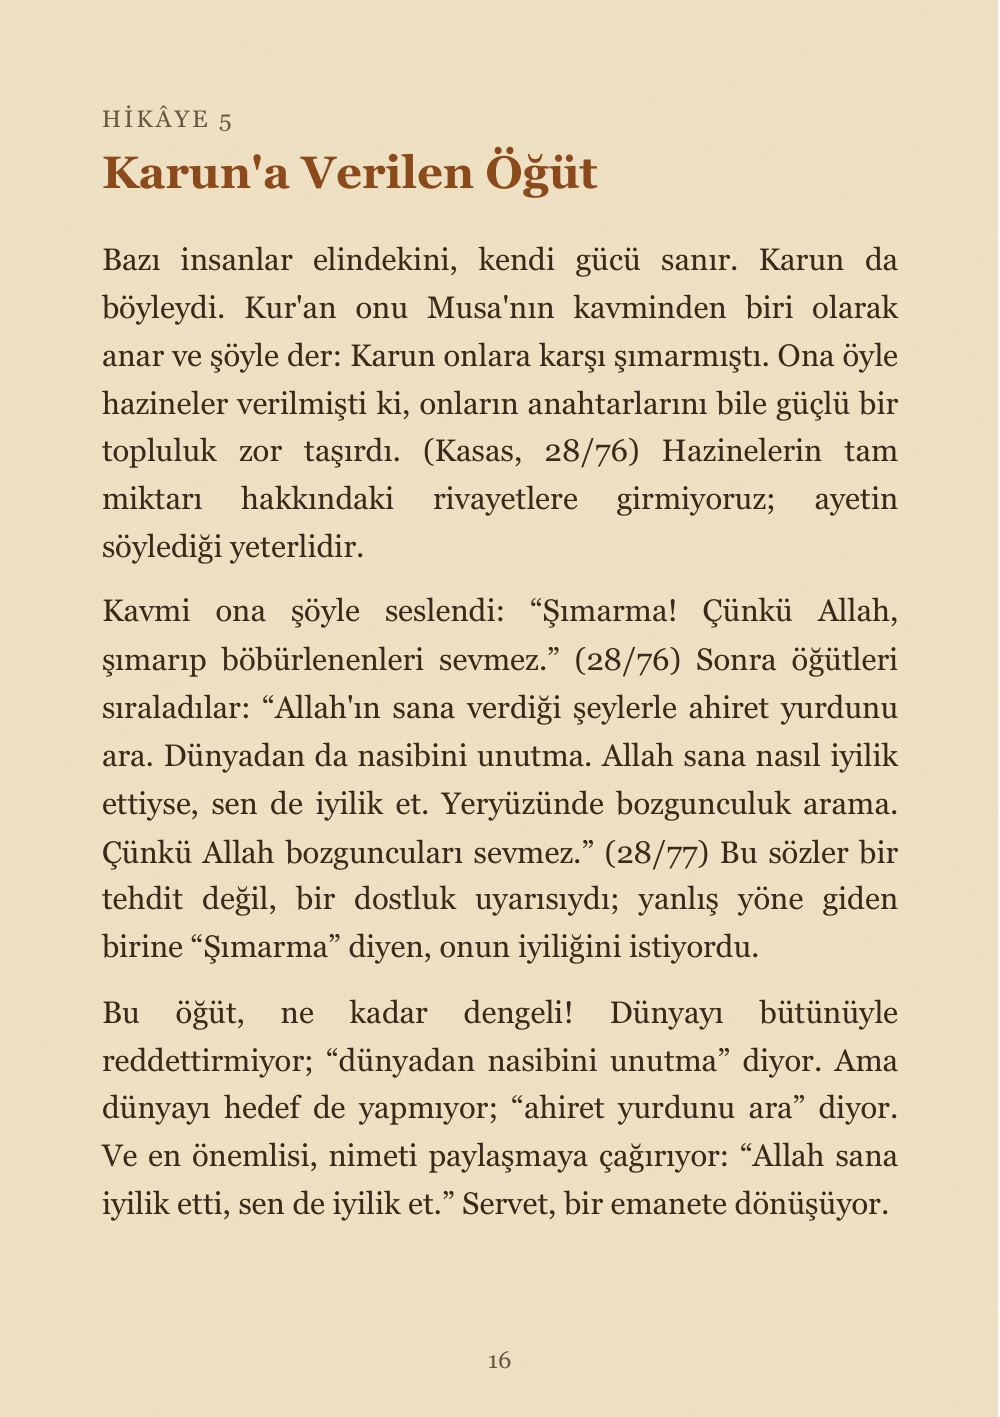 HİKÂYE 5
Karun'a Verilen Öğüt
Bazı insanlar elindekini, kendi gücü sanır. Karun da
böyleydi. Kur'an onu Musa'nın kavminden biri olarak
anar ve şöyle der: Karun onlara karşı şımarmıştı. Ona öyle
hazineler verilmişti ki, onların anahtarlarını bile güçlü bir
topluluk zor taşırdı. (Kasas, 28/76) Hazinelerin tam
miktarı hakkındaki rivayetlere girmiyoruz; ayetin
söylediği yeterlidir.
Kavmi ona şöyle seslendi: “Şımarma! Çünkü Allah,
şımarıp böbürlenenleri sevmez.” (28/76) Sonra öğütleri
sıraladılar: “Allah'ın sana verdiği şeylerle ahiret yurdunu
ara. Dünyadan da nasibini unutma. Allah sana nasıl iyilik
ettiyse, sen de iyilik et. Yeryüzünde bozgunculuk arama.
Çünkü Allah bozguncuları sevmez.” (28/77) Bu sözler bir
tehdit değil, bir dostluk uyarısıydı; yanlış yöne giden
birine “Şımarma” diyen, onun iyiliğini istiyordu.
Bu öğüt, ne kadar dengeli! Dünyayı bütünüyle
reddettirmiyor; “dünyadan nasibini unutma” diyor. Ama
dünyayı hedef de yapmıyor; “ahiret yurdunu ara” diyor.
Ve en önemlisi, nimeti paylaşmaya çağırıyor: “Allah sana
iyilik etti, sen de iyilik et.” Servet, bir emanete dönüşüyor.
16